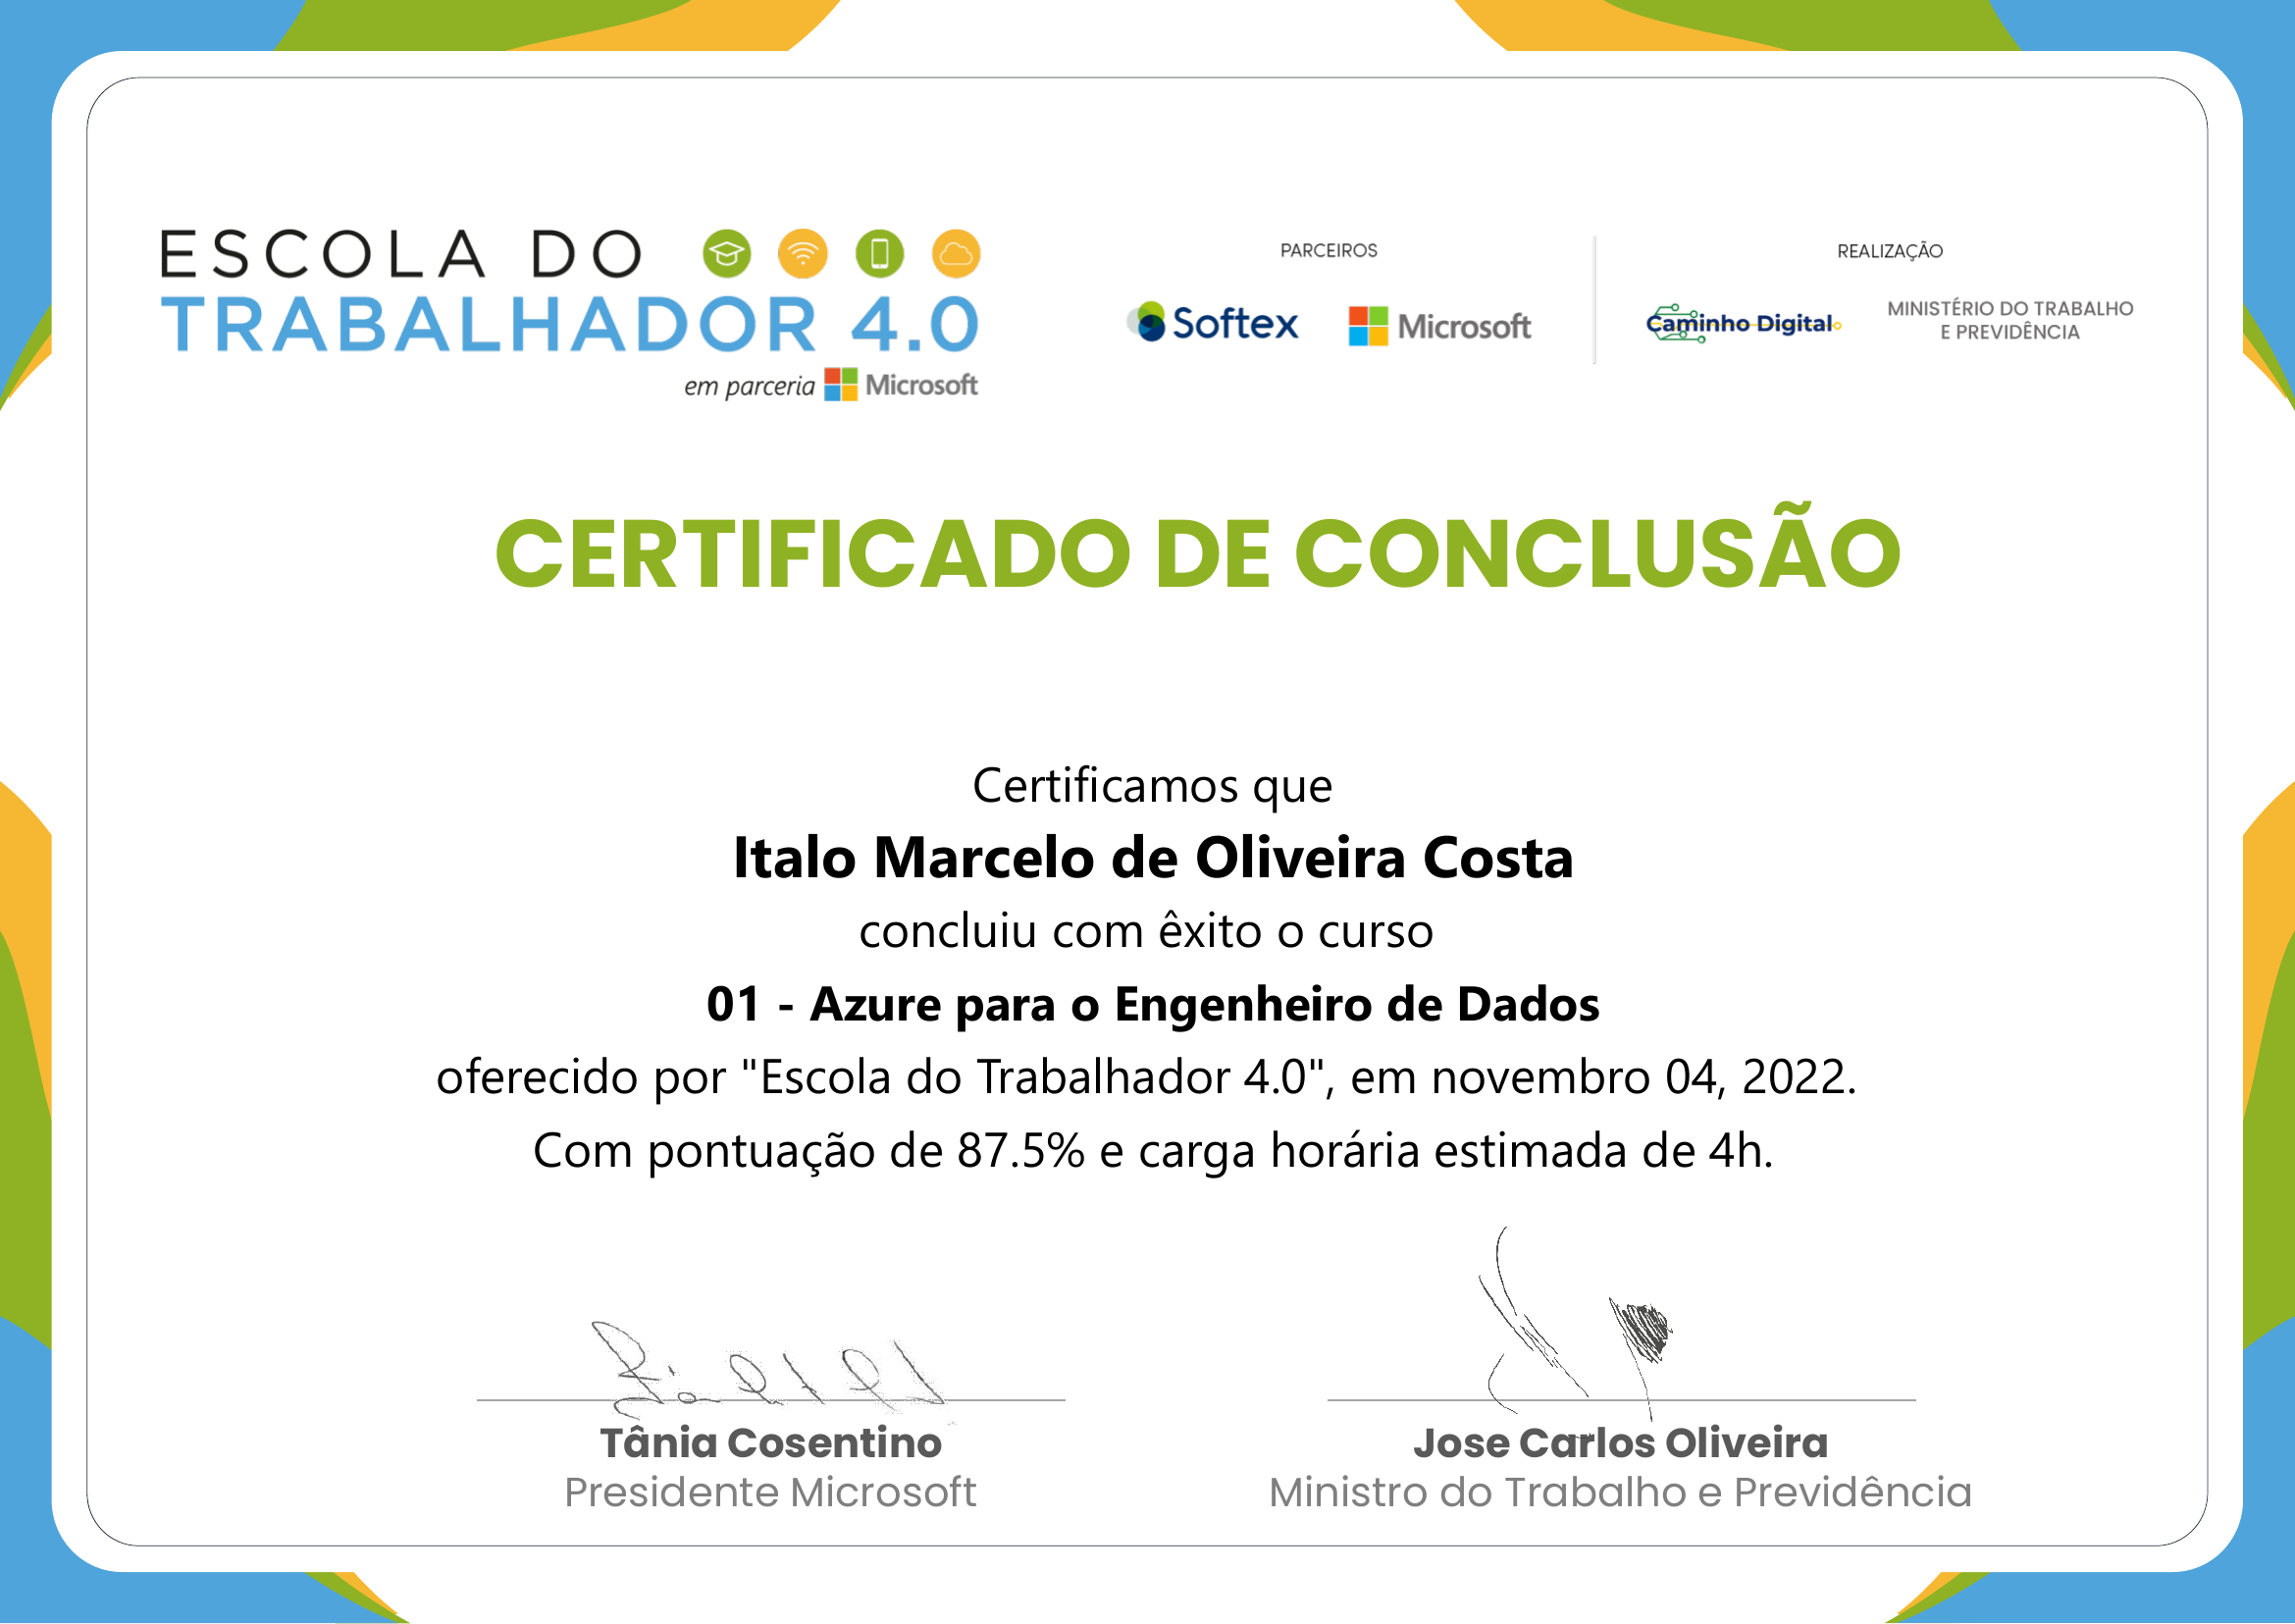 ESCOLA DO
TRABALHADOR 4.0
em parceria Microsoft
PARCEIROS
Softex
Microsoft
REALIZAÇÃO
Caminho Digital
MINISTÉRIO DO TRABALHO
E PREVIDÊNCIA
CERTIFICADO DE CONCLUSÃO
Certificamos que
Italo Marcelo de Oliveira Costa
concluiu com êxito o curso
01 - Azure para o Engenheiro de Dados
oferecido por "Escola do Trabalhador 4.0", em novembro 04, 2022.
Com pontuação de 87.5% e carga horária estimada de 4h.
Tânia Cosentino
Presidente Microsoft
Jose Carlos Oliveira
Ministro do Trabalho e Previdência